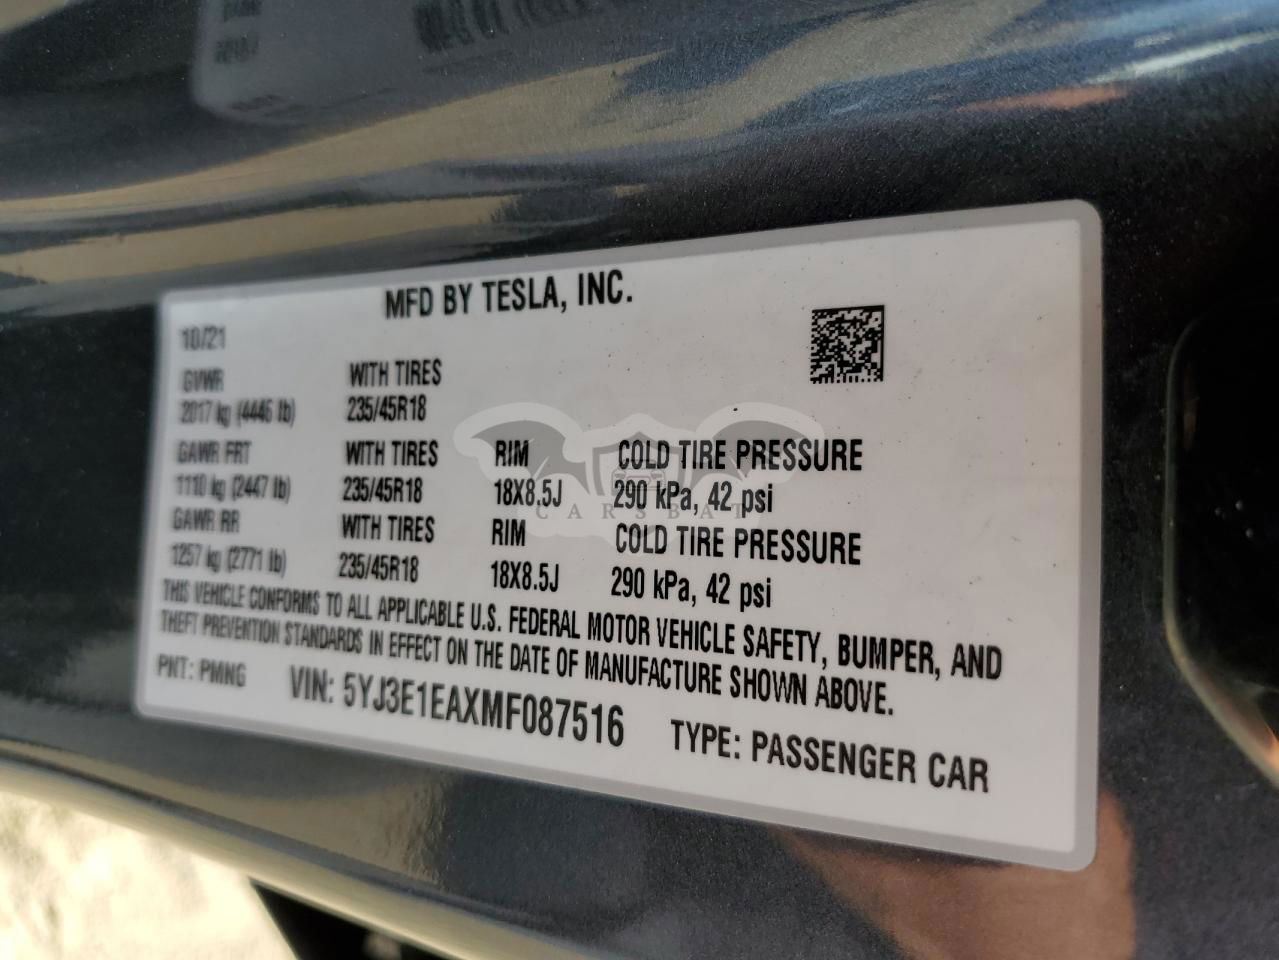 MFD BY TESLA, INC.
10/21
GVWR WITH TIRES
2017 kg (4446 lb) 235/45R18
GAWR FRT WITH TIRES RIM COLD TIRE PRESSURE
1110 kg (2447 lb) 235/45R18 18X8.5J 290 kPa, 42 psi
GAWR RR WITH TIRES RIM COLD TIRE PRESSURE
1257 kg (2771 lb) 235/45R18 18X8.5J 290 kPa, 42 psi
THIS VEHICLE CONFORMS TO ALL APPLICABLE U.S. FEDERAL MOTOR VEHICLE SAFETY, BUMPER, AND
THEFT PREVENTION STANDARDS IN EFFECT ON THE DATE OF MANUFACTURE SHOWN ABOVE.
PNT: PMNG VIN: 5YJ3E1EAXMF087516 TYPE: PASSENGER CAR
CARSBAT